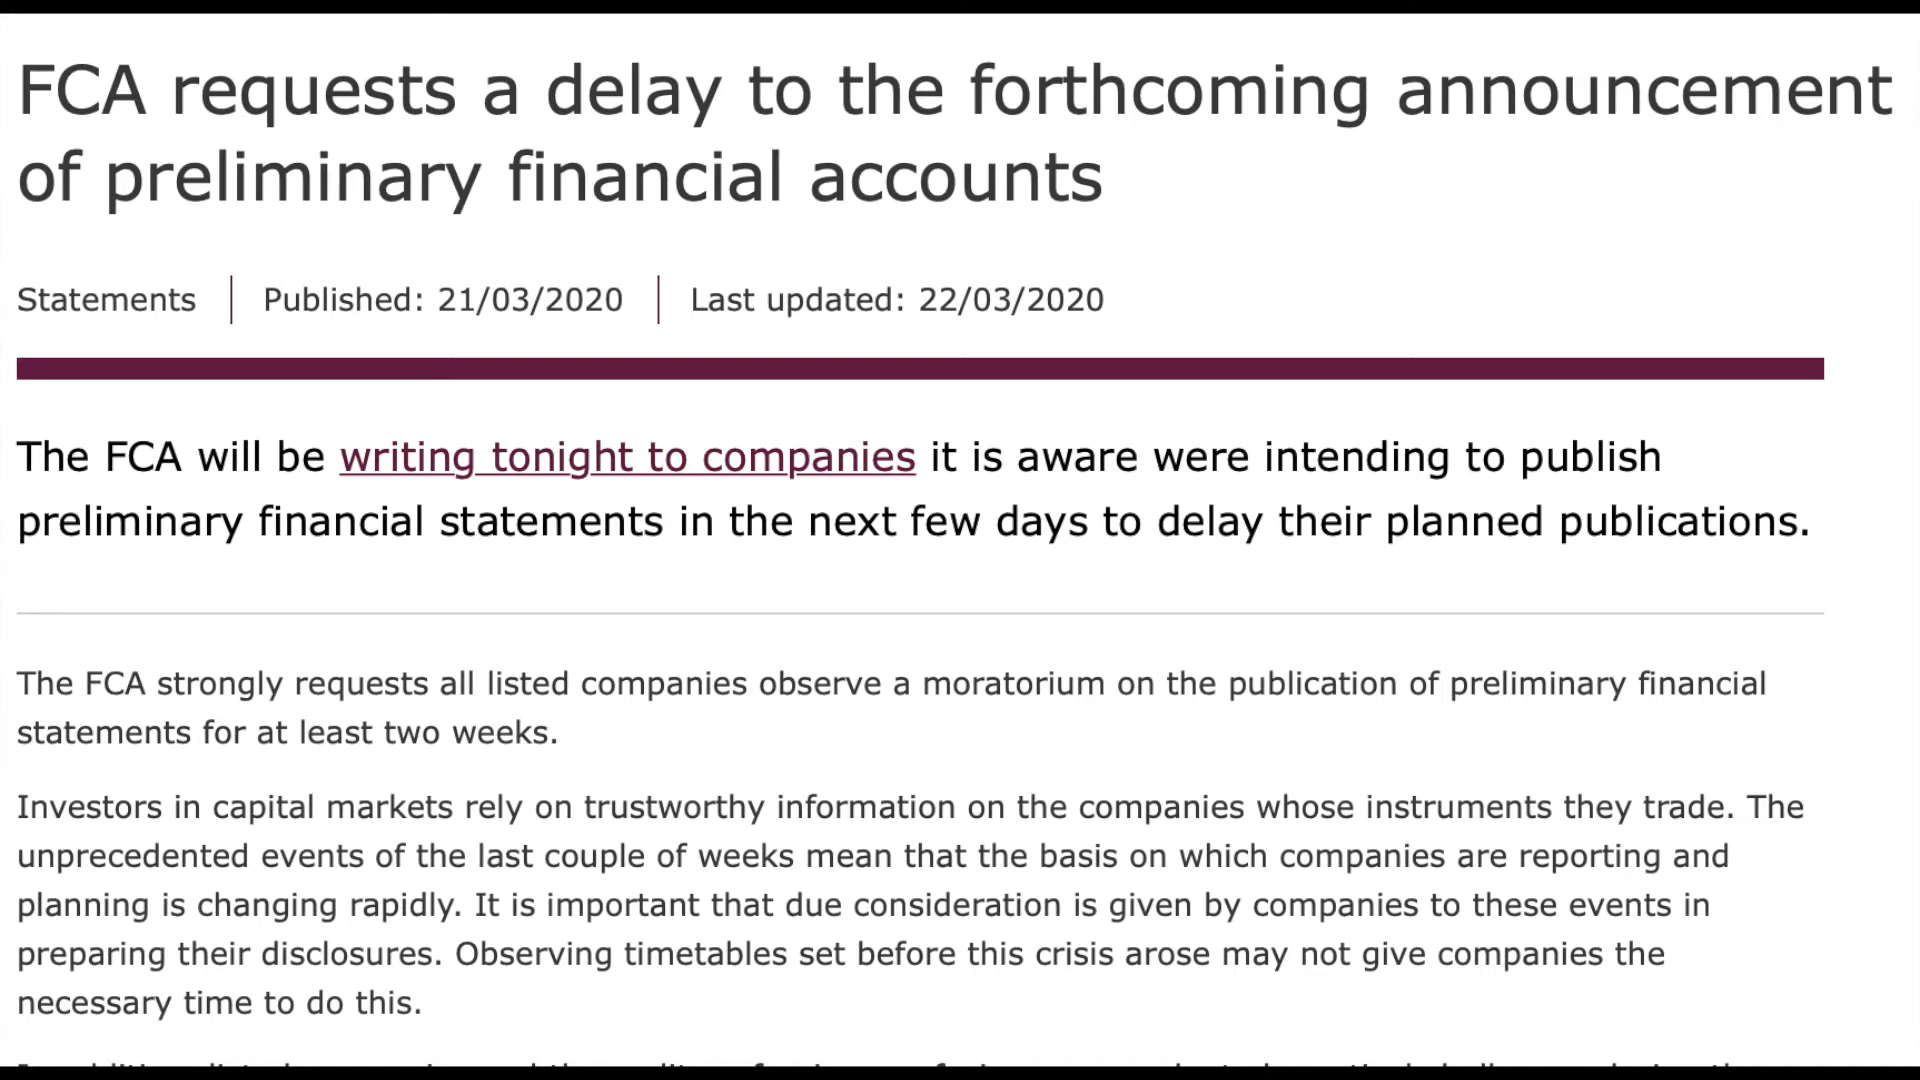 FCA requests a delay to the forthcoming announcement
of preliminary financial accounts
Statements Published: 21/03/2020 Last updated: 22/03/2020
The FCA will be writing tonight to companies it is aware were intending to publish
preliminary financial statements in the next few days to delay their planned publications.
The FCA strongly requests all listed companies observe a moratorium on the publication of preliminary financial
statements for at least two weeks.
Investors in capital markets rely on trustworthy information on the companies whose instruments they trade. The
unprecedented events of the last couple of weeks mean that the basis on which companies are reporting and
planning is changing rapidly. It is important that due consideration is given by companies to these events in
preparing their disclosures. Observing timetables set before this crisis arose may not give companies the
necessary time to do this.